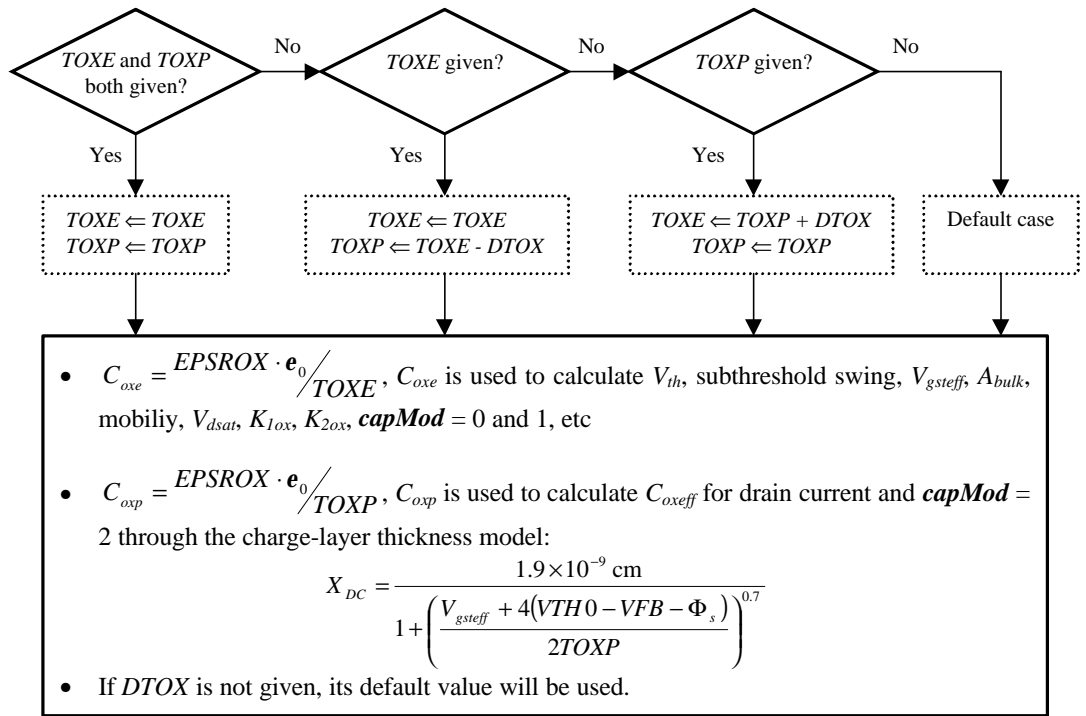 TOXE and TOXP both given?
No
TOXE given?
No
TOXP given?
No
Yes
Yes
Yes
TOXE ⇐ TOXE
TOXP ⇐ TOXP
TOXE ⇐ TOXE
TOXP ⇐ TOXE - DTOX
TOXE ⇐ TOXP + DTOX
TOXP ⇐ TOXP
Default case
• C_oxe = EPSROX · e_0 / TOXE, C_oxe is used to calculate V_th, subthreshold swing, V_gsteff, A_bulk,
mobiliy, V_dsat, K_1ox, K_2ox, capMod = 0 and 1, etc
• C_oxp = EPSROX · e_0 / TOXP, C_oxp is used to calculate C_oxeff for drain current and capMod =
2 through the charge-layer thickness model:
X_DC = 1.9×10^−9 cm / (1 + ((V_gsteff + 4(VTH0 − VFB − Φ_s)) / 2TOXP)^0.7)
• If DTOX is not given, its default value will be used.